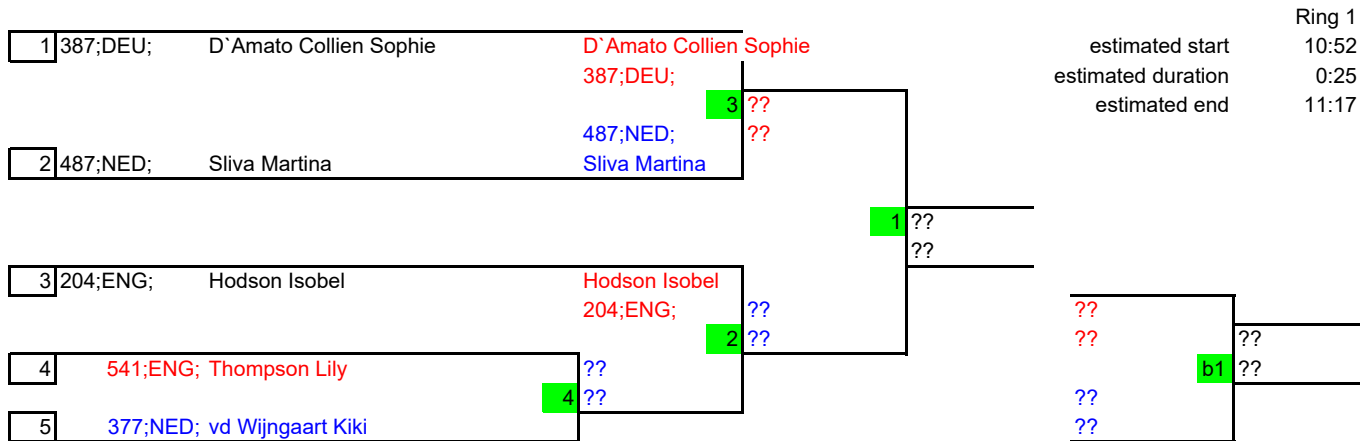 Ring 1
1 387;DEU; D`Amato Collien Sophie D`Amato Collien Sophie estimated start 10:52
387;DEU; estimated duration 0:25
3 ?? estimated end 11:17
487;NED; ??
2 487;NED; Sliva Martina Sliva Martina
1 ??
??
3 204;ENG; Hodson Isobel Hodson Isobel
204;ENG; ?? ??
2 ?? ?? ??
4 541;ENG; Thompson Lily ?? b1 ??
4 ?? ??
5 377;NED; vd Wijngaart Kiki ??